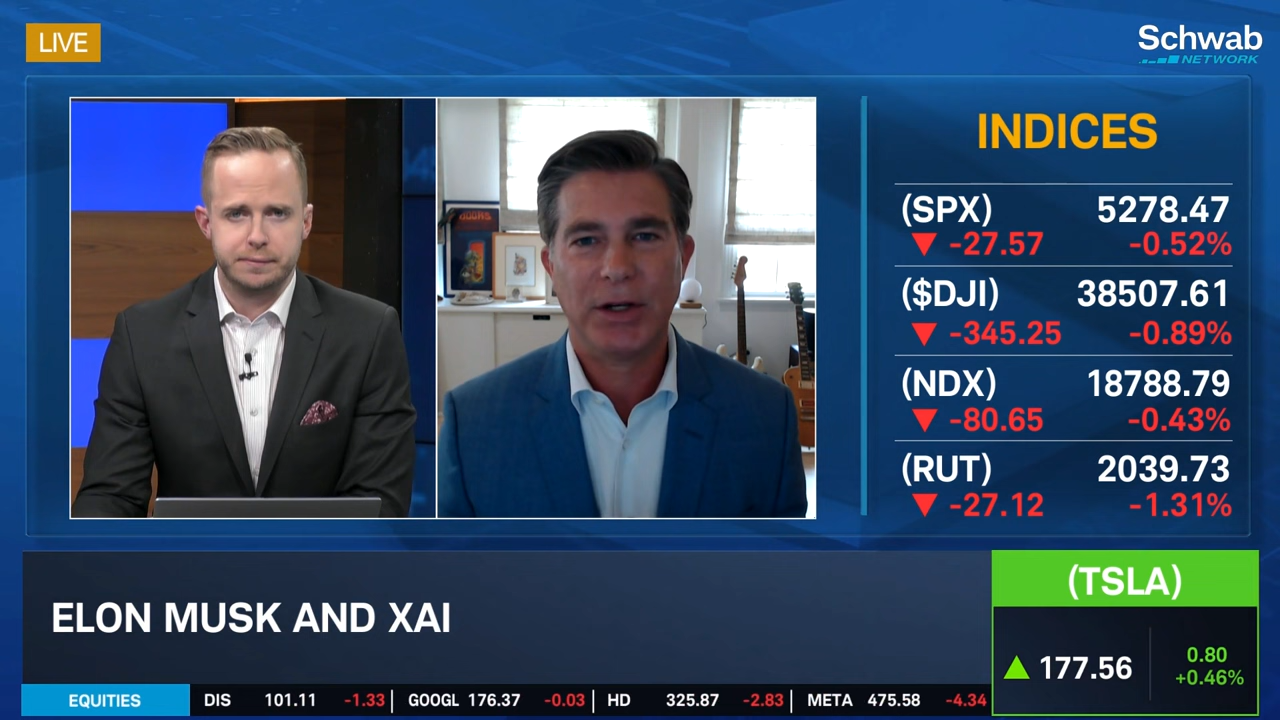 LIVE
Schwab
NETWORK
DOORS
INDICES
(SPX) 5278.47
▼ -27.57 -0.52%
($DJI) 38507.61
▼ -345.25 -0.89%
(NDX) 18788.79
▼ -80.65 -0.43%
(RUT) 2039.73
▼ -27.12 -1.31%
ELON MUSK AND XAI
(TSLA)
▲ 177.56 0.80
+0.46%
EQUITIES DIS 101.11 -1.33 | GOOGL 176.37 -0.03 | HD 325.87 -2.83 | META 475.58 -4.34